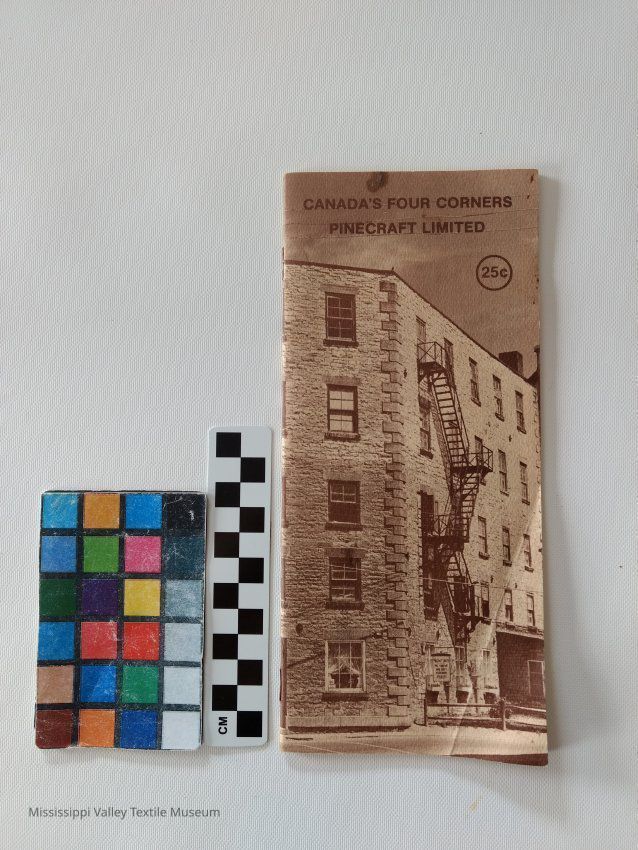 CANADA'S FOUR CORNERS
PINECRAFT LIMITED
25¢
CM
Mississippi Valley Textile Museum